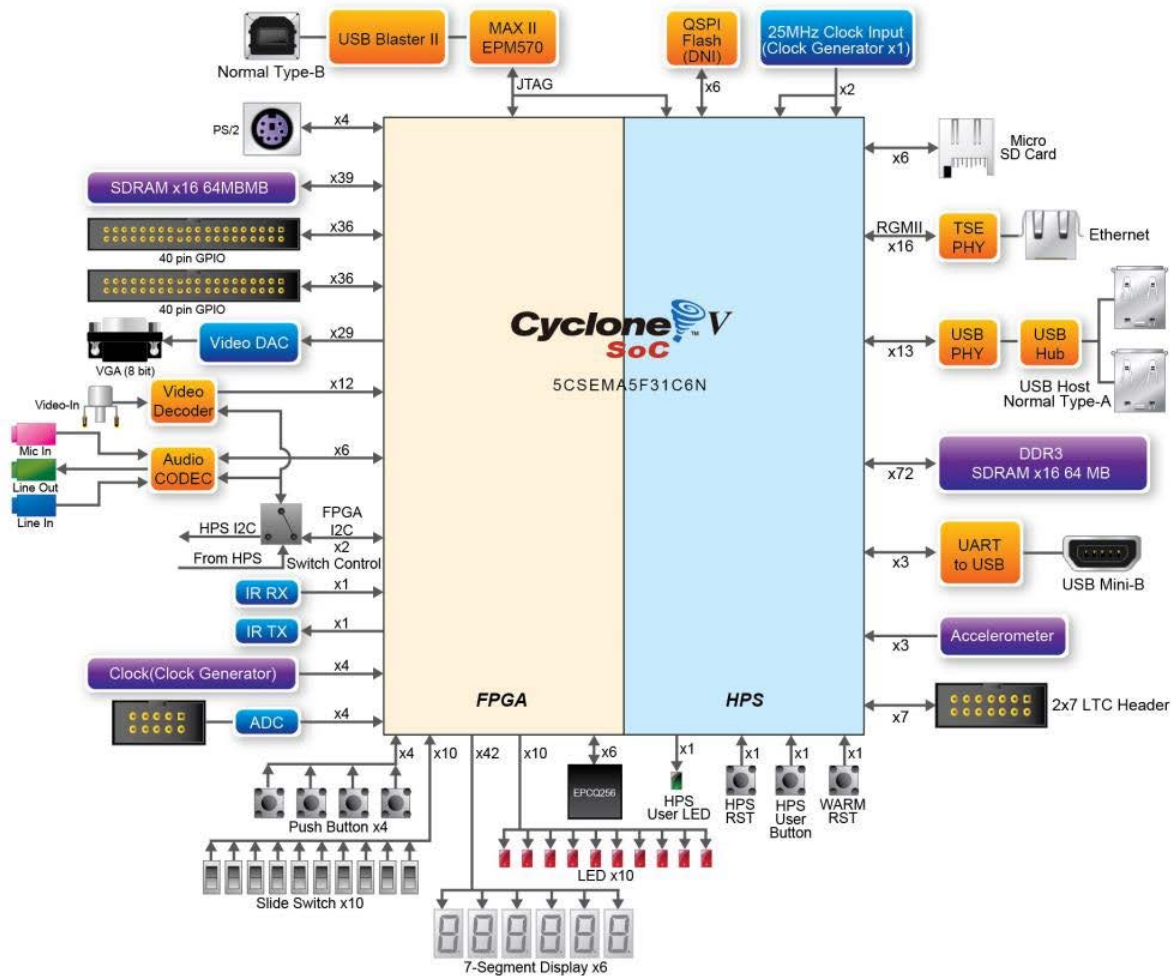 Normal Type-B
USB Blaster II
MAX II
EPM570
QSPI
Flash
(DNI)
25MHz Clock Input
(Clock Generator x1)
JTAG
x6
x2
PS/2
x4
SDRAM x16 64MBMB
x39
40 pin GPIO
x36
40 pin GPIO
x36
VGA (8 bit)
Video DAC
x29
Video-In
Video
Decoder
x12
Mic In
Line Out
Line In
Audio
CODEC
x6
HPS I2C
From HPS
FPGA
I2C
x2
Switch Control
IR RX
x1
IR TX
x1
Clock(Clock Generator)
x4
ADC
x4
Cyclone V
SoC
TM
5CSEMA5F31C6N
FPGA
HPS
x6
Micro
SD Card
RGMII
x16
TSE
PHY
Ethernet
x13
USB
PHY
USB
Hub
USB Host
Normal Type-A
x72
DDR3
SDRAM x16 64 MB
x3
UART
to USB
USB Mini-B
x3
Accelerometer
x7
2x7 LTC Header
x4
x10
x42
x10
x6
x1
x1
x1
x1
Push Button x4
EPCQ256
HPS
User LED
HPS
RST
HPS
User
Button
WARM
RST
Slide Switch x10
LED x10
7-Segment Display x6